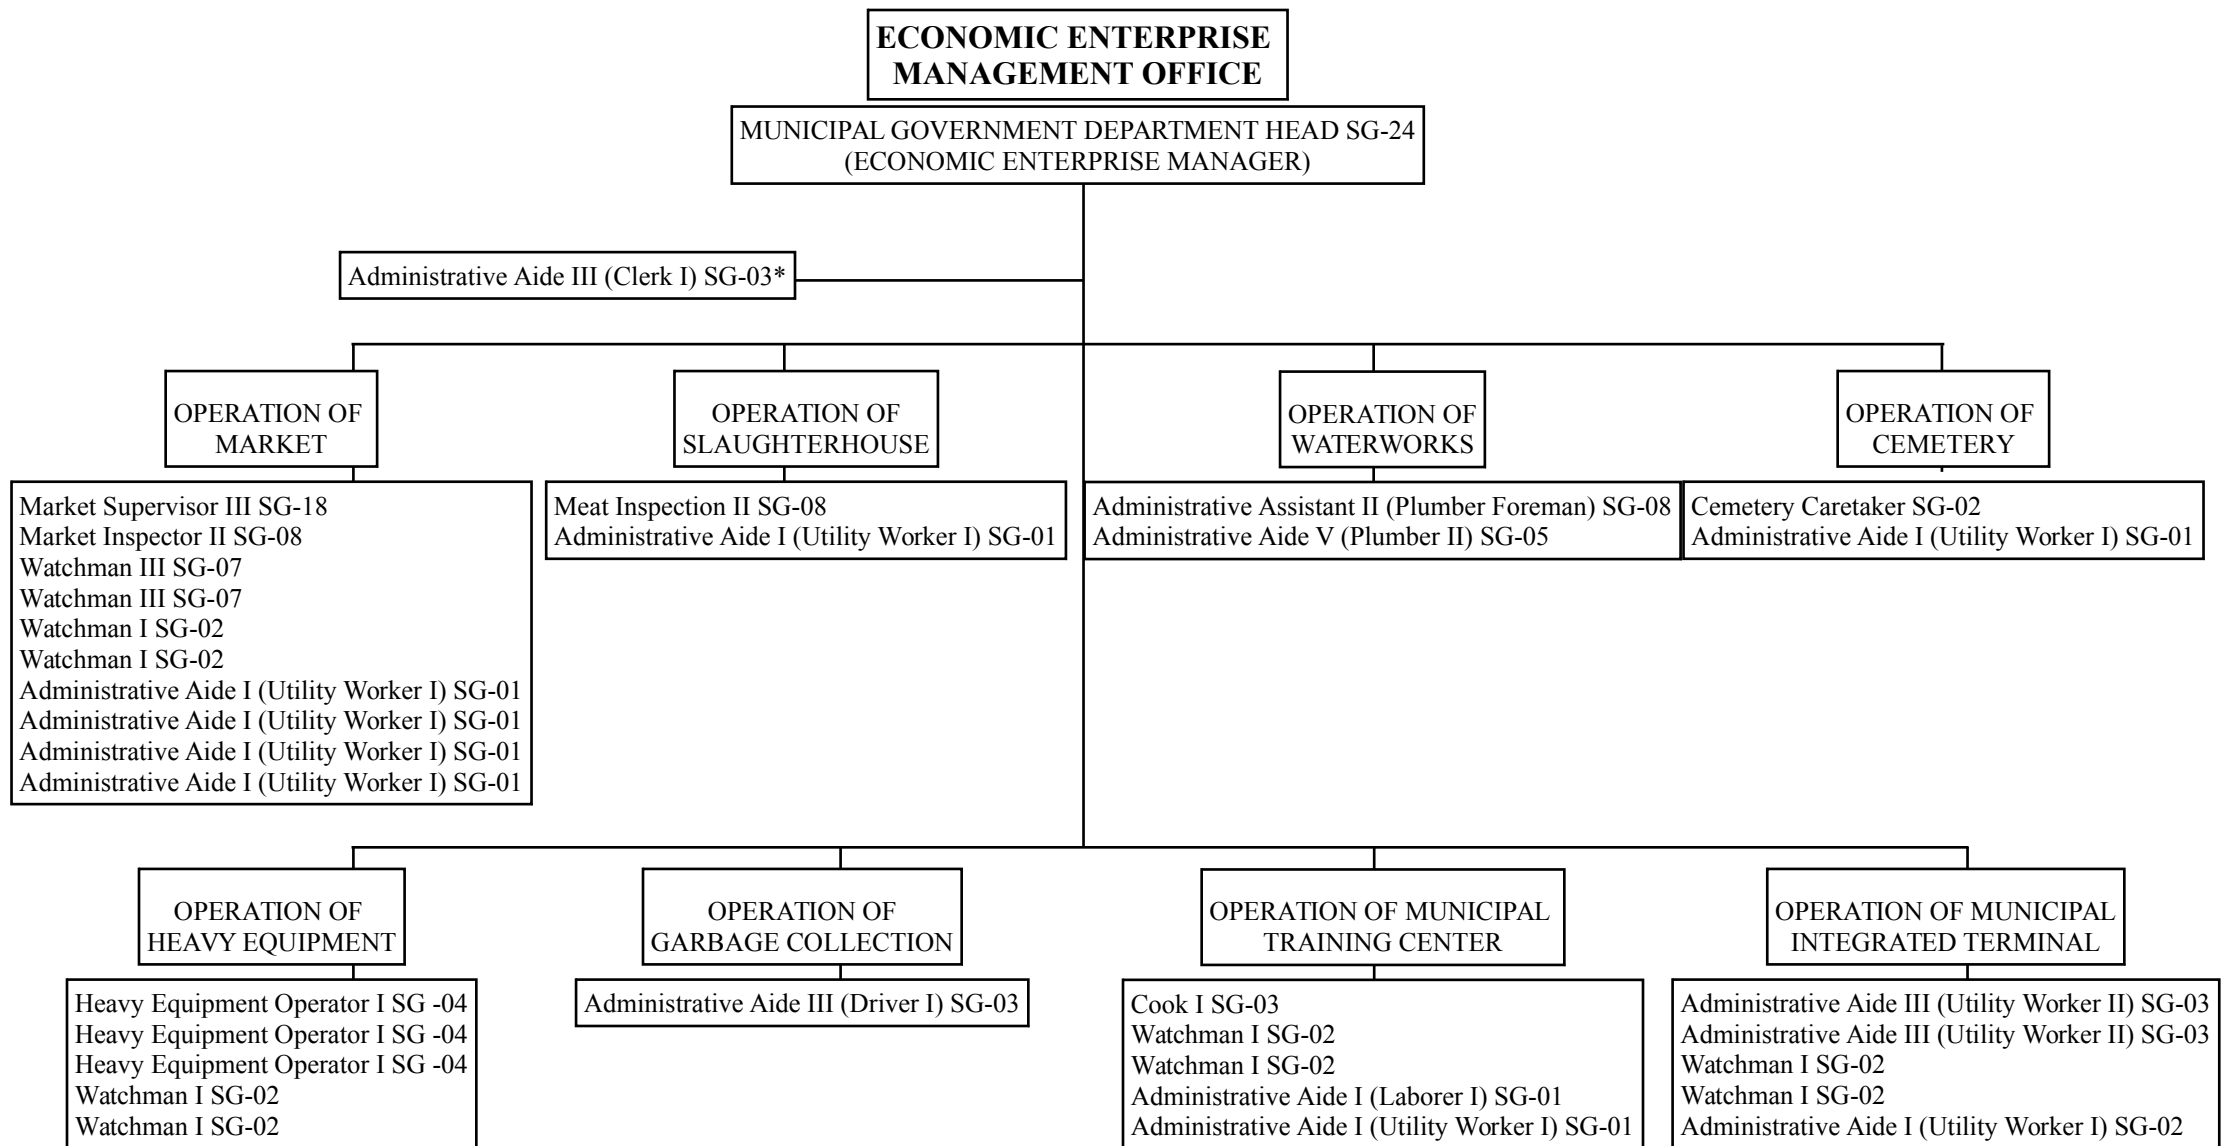 ECONOMIC ENTERPRISE
MANAGEMENT OFFICE
MUNICIPAL GOVERNMENT DEPARTMENT HEAD SG-24
(ECONOMIC ENTERPRISE MANAGER)
Administrative Aide III (Clerk I) SG-03*
OPERATION OF
MARKET
Market Supervisor III SG-18
Market Inspector II SG-08
Watchman III SG-07
Watchman III SG-07
Watchman I SG-02
Watchman I SG-02
Administrative Aide I (Utility Worker I) SG-01
Administrative Aide I (Utility Worker I) SG-01
Administrative Aide I (Utility Worker I) SG-01
Administrative Aide I (Utility Worker I) SG-01
OPERATION OF
SLAUGHTERHOUSE
Meat Inspection II SG-08
Administrative Aide I (Utility Worker I) SG-01
OPERATION OF
WATERWORKS
Administrative Assistant II (Plumber Foreman) SG-08
Administrative Aide V (Plumber II) SG-05
OPERATION OF
CEMETERY
Cemetery Caretaker SG-02
Administrative Aide I (Utility Worker I) SG-01
OPERATION OF
HEAVY EQUIPMENT
Heavy Equipment Operator I SG -04
Heavy Equipment Operator I SG -04
Heavy Equipment Operator I SG -04
Watchman I SG-02
Watchman I SG-02
OPERATION OF
GARBAGE COLLECTION
Administrative Aide III (Driver I) SG-03
OPERATION OF MUNICIPAL
TRAINING CENTER
Cook I SG-03
Watchman I SG-02
Watchman I SG-02
Administrative Aide I (Laborer I) SG-01
Administrative Aide I (Utility Worker I) SG-01
OPERATION OF MUNICIPAL
INTEGRATED TERMINAL
Administrative Aide III (Utility Worker II) SG-03
Administrative Aide III (Utility Worker II) SG-03
Watchman I SG-02
Watchman I SG-02
Administrative Aide I (Utility Worker I) SG-02